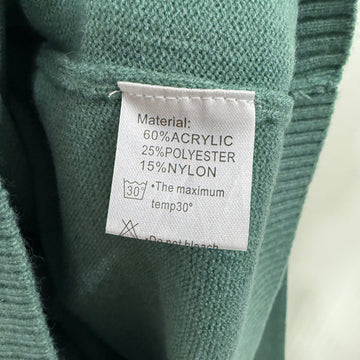 Material:
60%ACRYLIC
25%POLYESTER
15%NYLON
30° •The maximum
temp30°
•Do not bleach